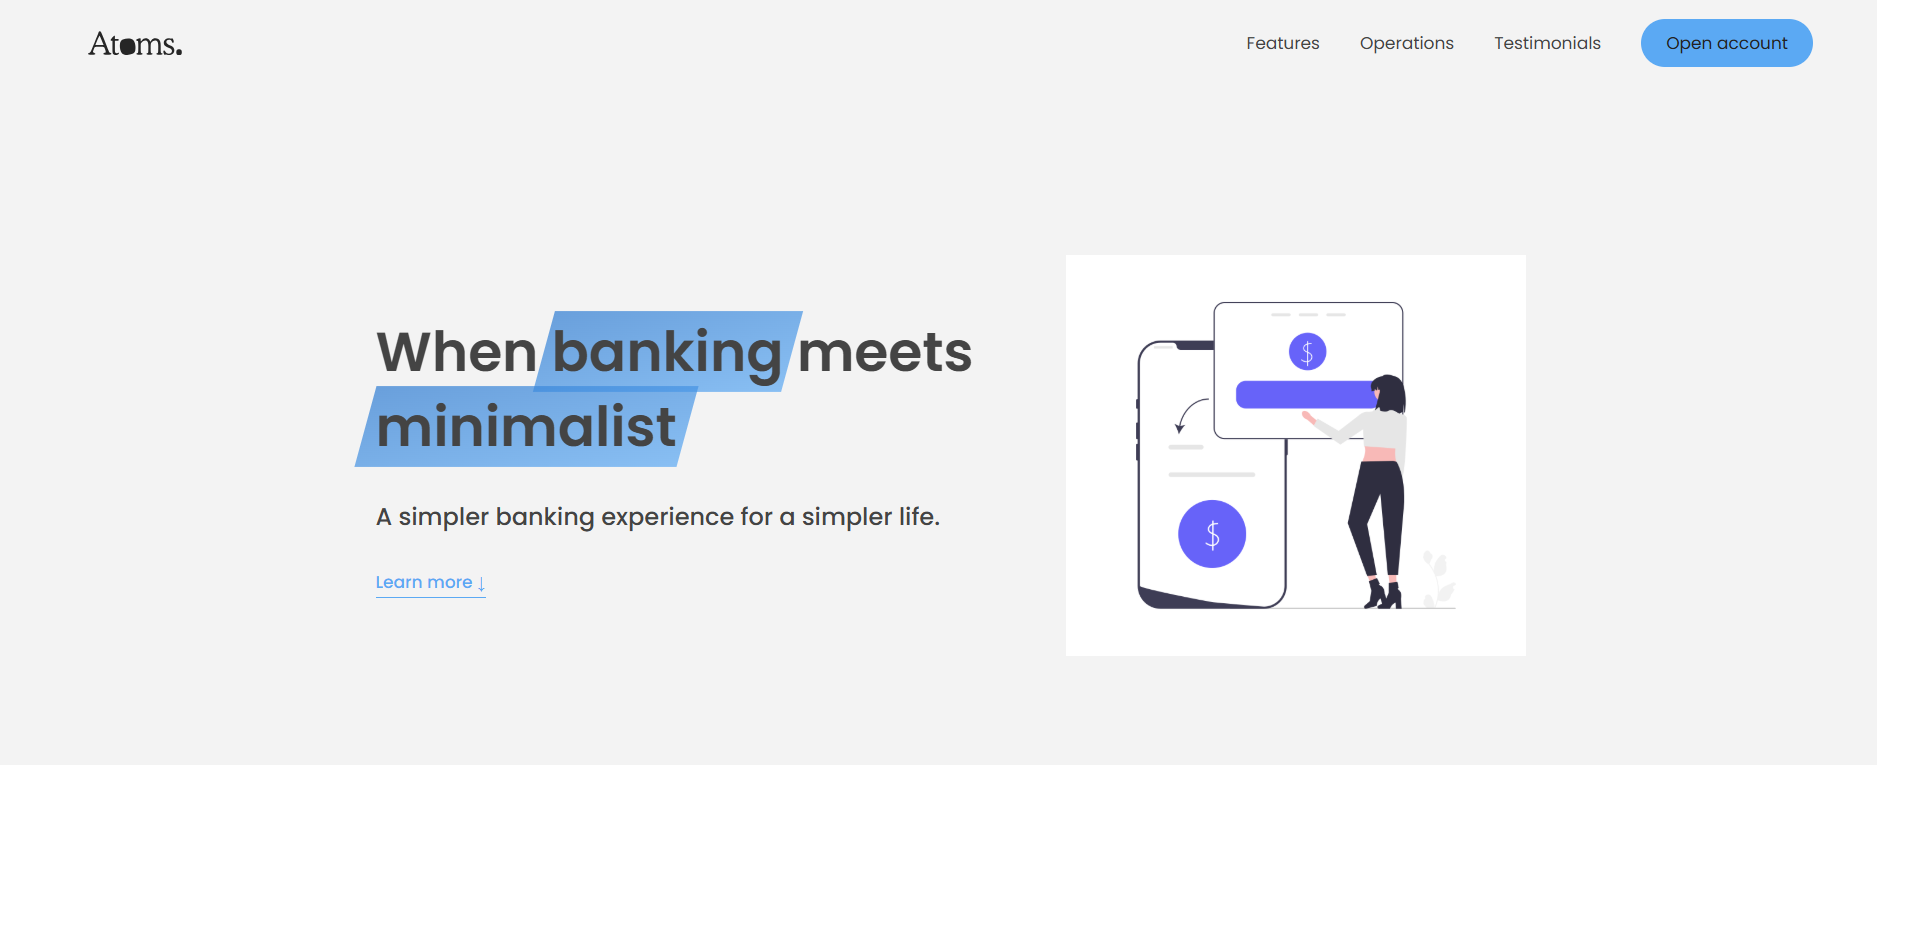 Atoms.
Features Operations Testimonials Open account
When banking meets
minimalist
A simpler banking experience for a simpler life.
Learn more ↓
$
$